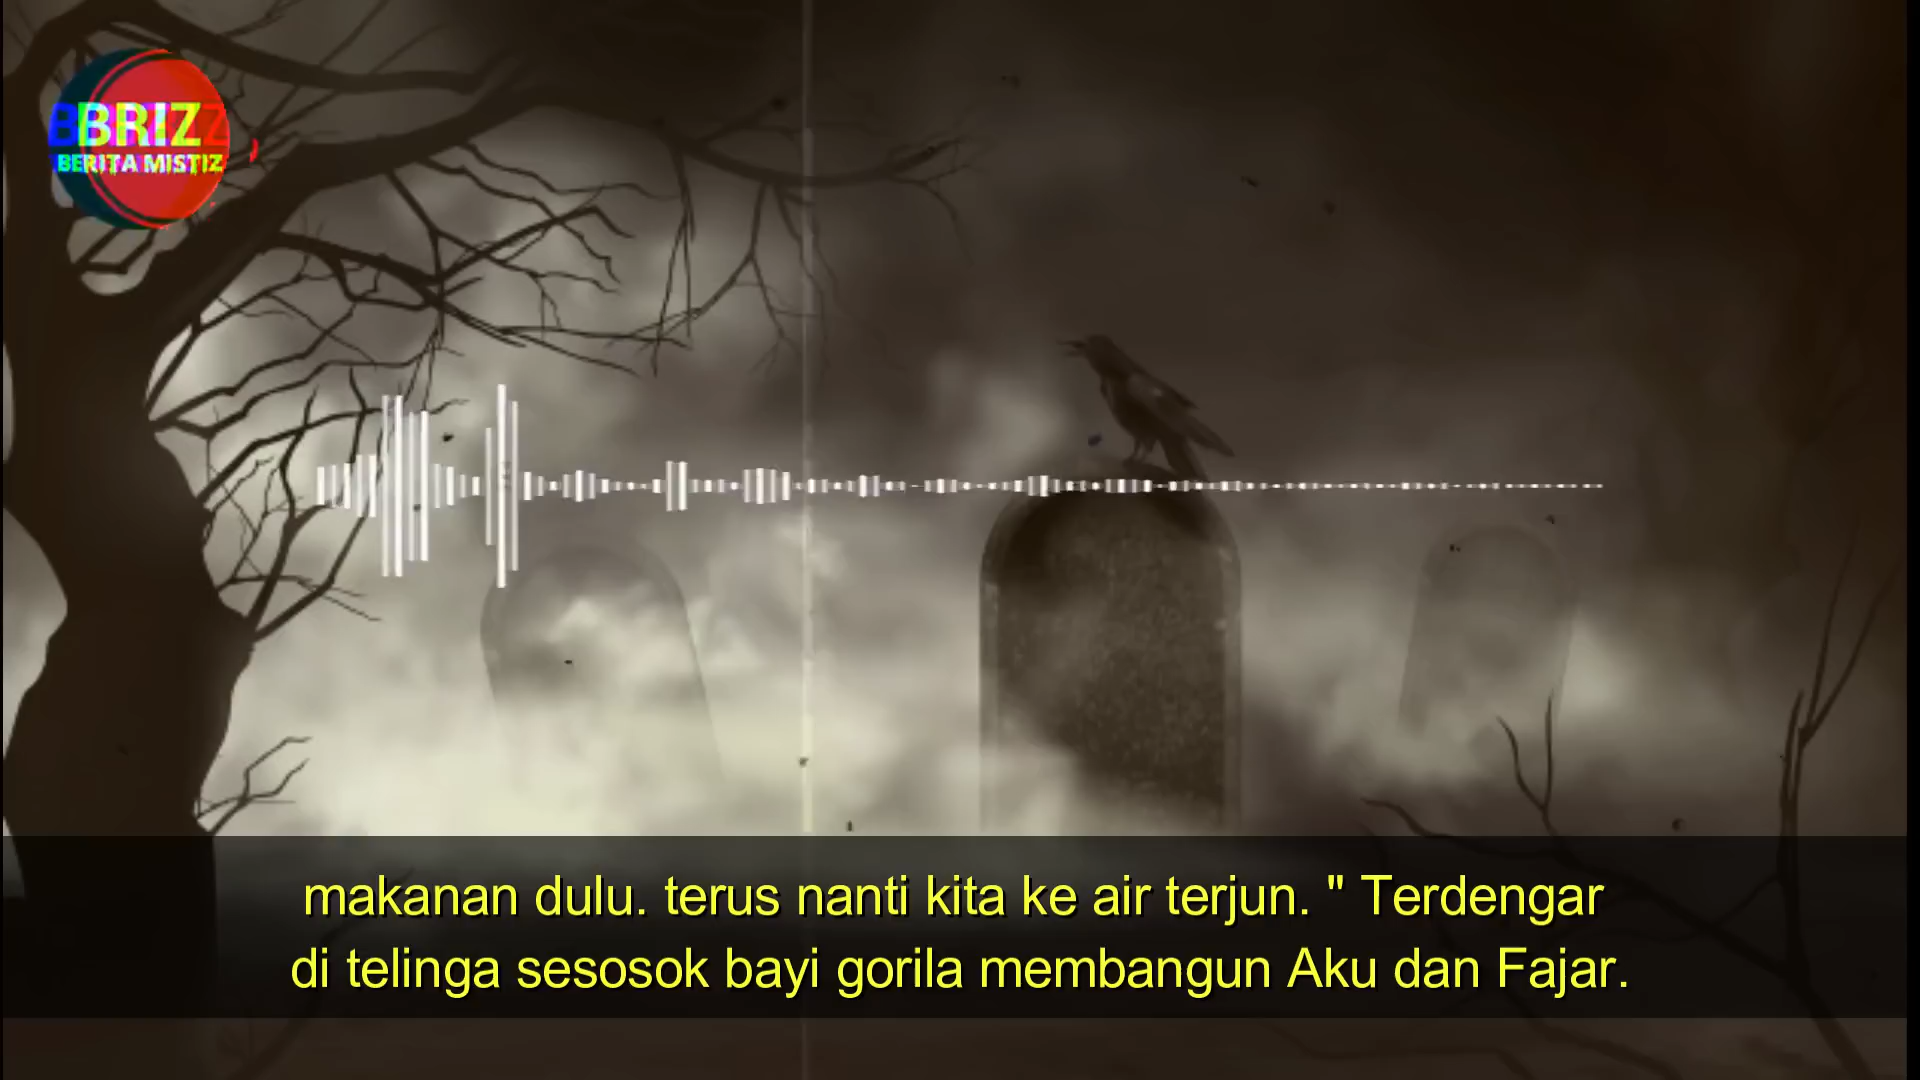 BRIZ
BERITA MISTIZ
makanan dulu. terus nanti kita ke air terjun. " Terdengar
di telinga sesosok bayi gorila membangun Aku dan Fajar.